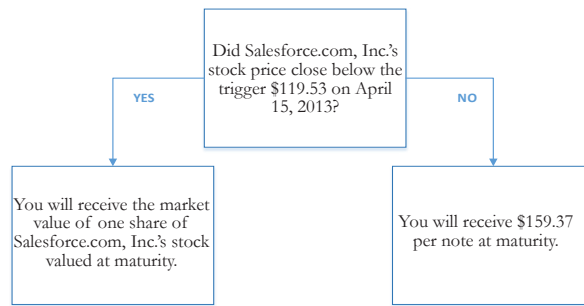 Did Salesforce.com, Inc.'s
stock price close below the
trigger $119.53 on April
15, 2013?
YES
NO
You will receive the market
value of one share of
Salesforce.com, Inc.'s stock
valued at maturity.
You will receive $159.37
per note at maturity.